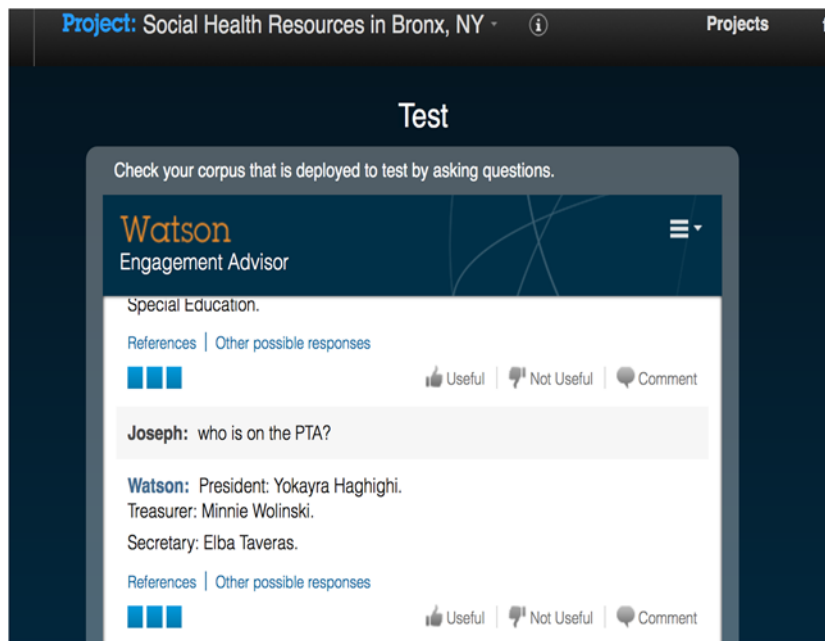 Project: Social Health Resources in Bronx, NY
Projects
Test
Check your corpus that is deployed to test by asking questions.
Watson
Engagement Advisor
Special Education.
References | Other possible responses
Useful | Not Useful | Comment
Joseph: who is on the PTA?
Watson: President: Yokayra Haghighi.
Treasurer: Minnie Wolinski.
Secretary: Elba Taveras.
References | Other possible responses
Useful | Not Useful | Comment